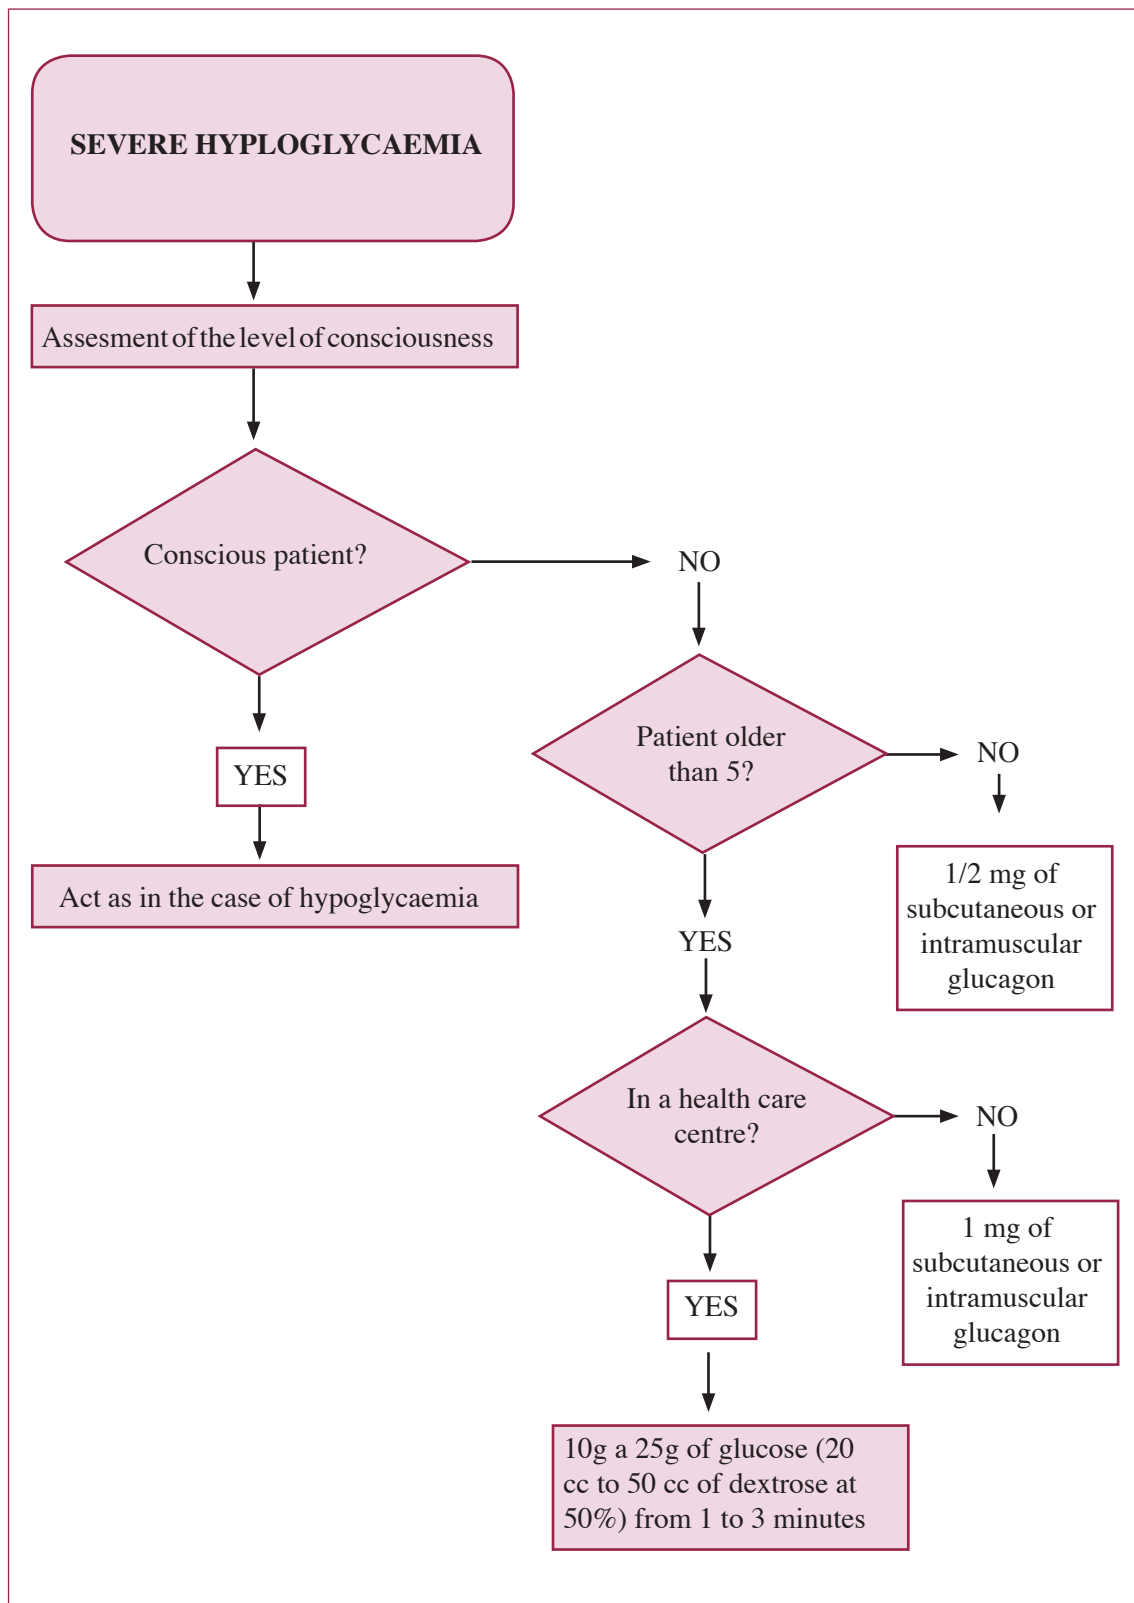 SEVERE HYPLOGLYCAEMIA
Assesment of the level of consciousness
Conscious patient?
NO
YES
Act as in the case of hypoglycaemia
Patient older
than 5?
NO
1/2 mg of
subcutaneous or
intramuscular
glucagon
YES
In a health care
centre?
NO
1 mg of
subcutaneous or
intramuscular
glucagon
YES
10g a 25g of glucose (20
cc to 50 cc of dextrose at
50%) from 1 to 3 minutes